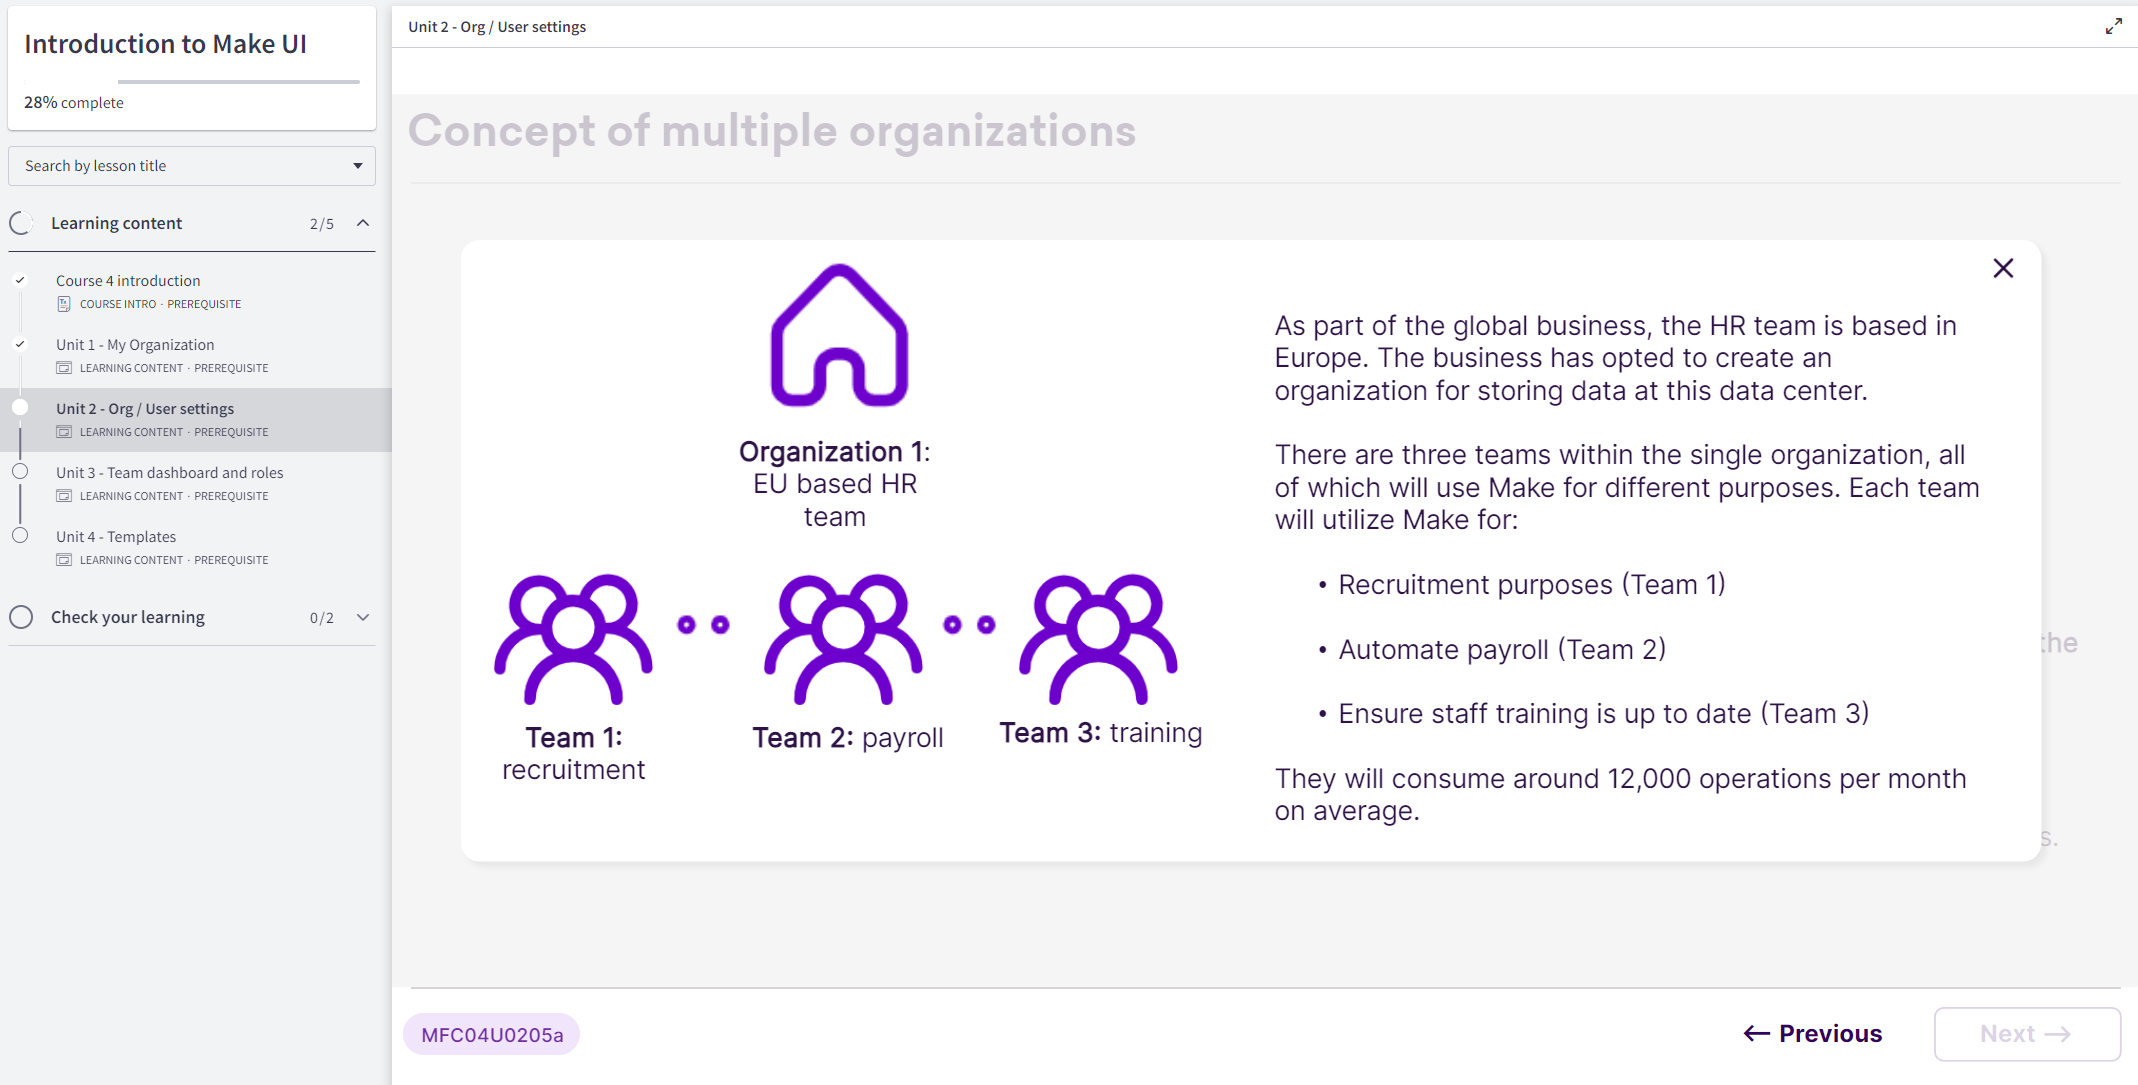 Introduction to Make UI
28% complete
Search by lesson title
Learning content 2/5
Course 4 introduction
COURSE INTRO · PREREQUISITE
Unit 1 - My Organization
LEARNING CONTENT · PREREQUISITE
Unit 2 - Org / User settings
LEARNING CONTENT · PREREQUISITE
Unit 3 - Team dashboard and roles
LEARNING CONTENT · PREREQUISITE
Unit 4 - Templates
LEARNING CONTENT · PREREQUISITE
Check your learning 0/2
Unit 2 - Org / User settings
Concept of multiple organizations
Organization 1:
EU based HR
team
Team 1:
recruitment
Team 2: payroll
Team 3: training
As part of the global business, the HR team is based in
Europe. The business has opted to create an
organization for storing data at this data center.
There are three teams within the single organization, all
of which will use Make for different purposes. Each team
will utilize Make for:
• Recruitment purposes (Team 1)
• Automate payroll (Team 2)
• Ensure staff training is up to date (Team 3)
They will consume around 12,000 operations per month
on average.
the
s.
MFC04U0205a
← Previous
Next →